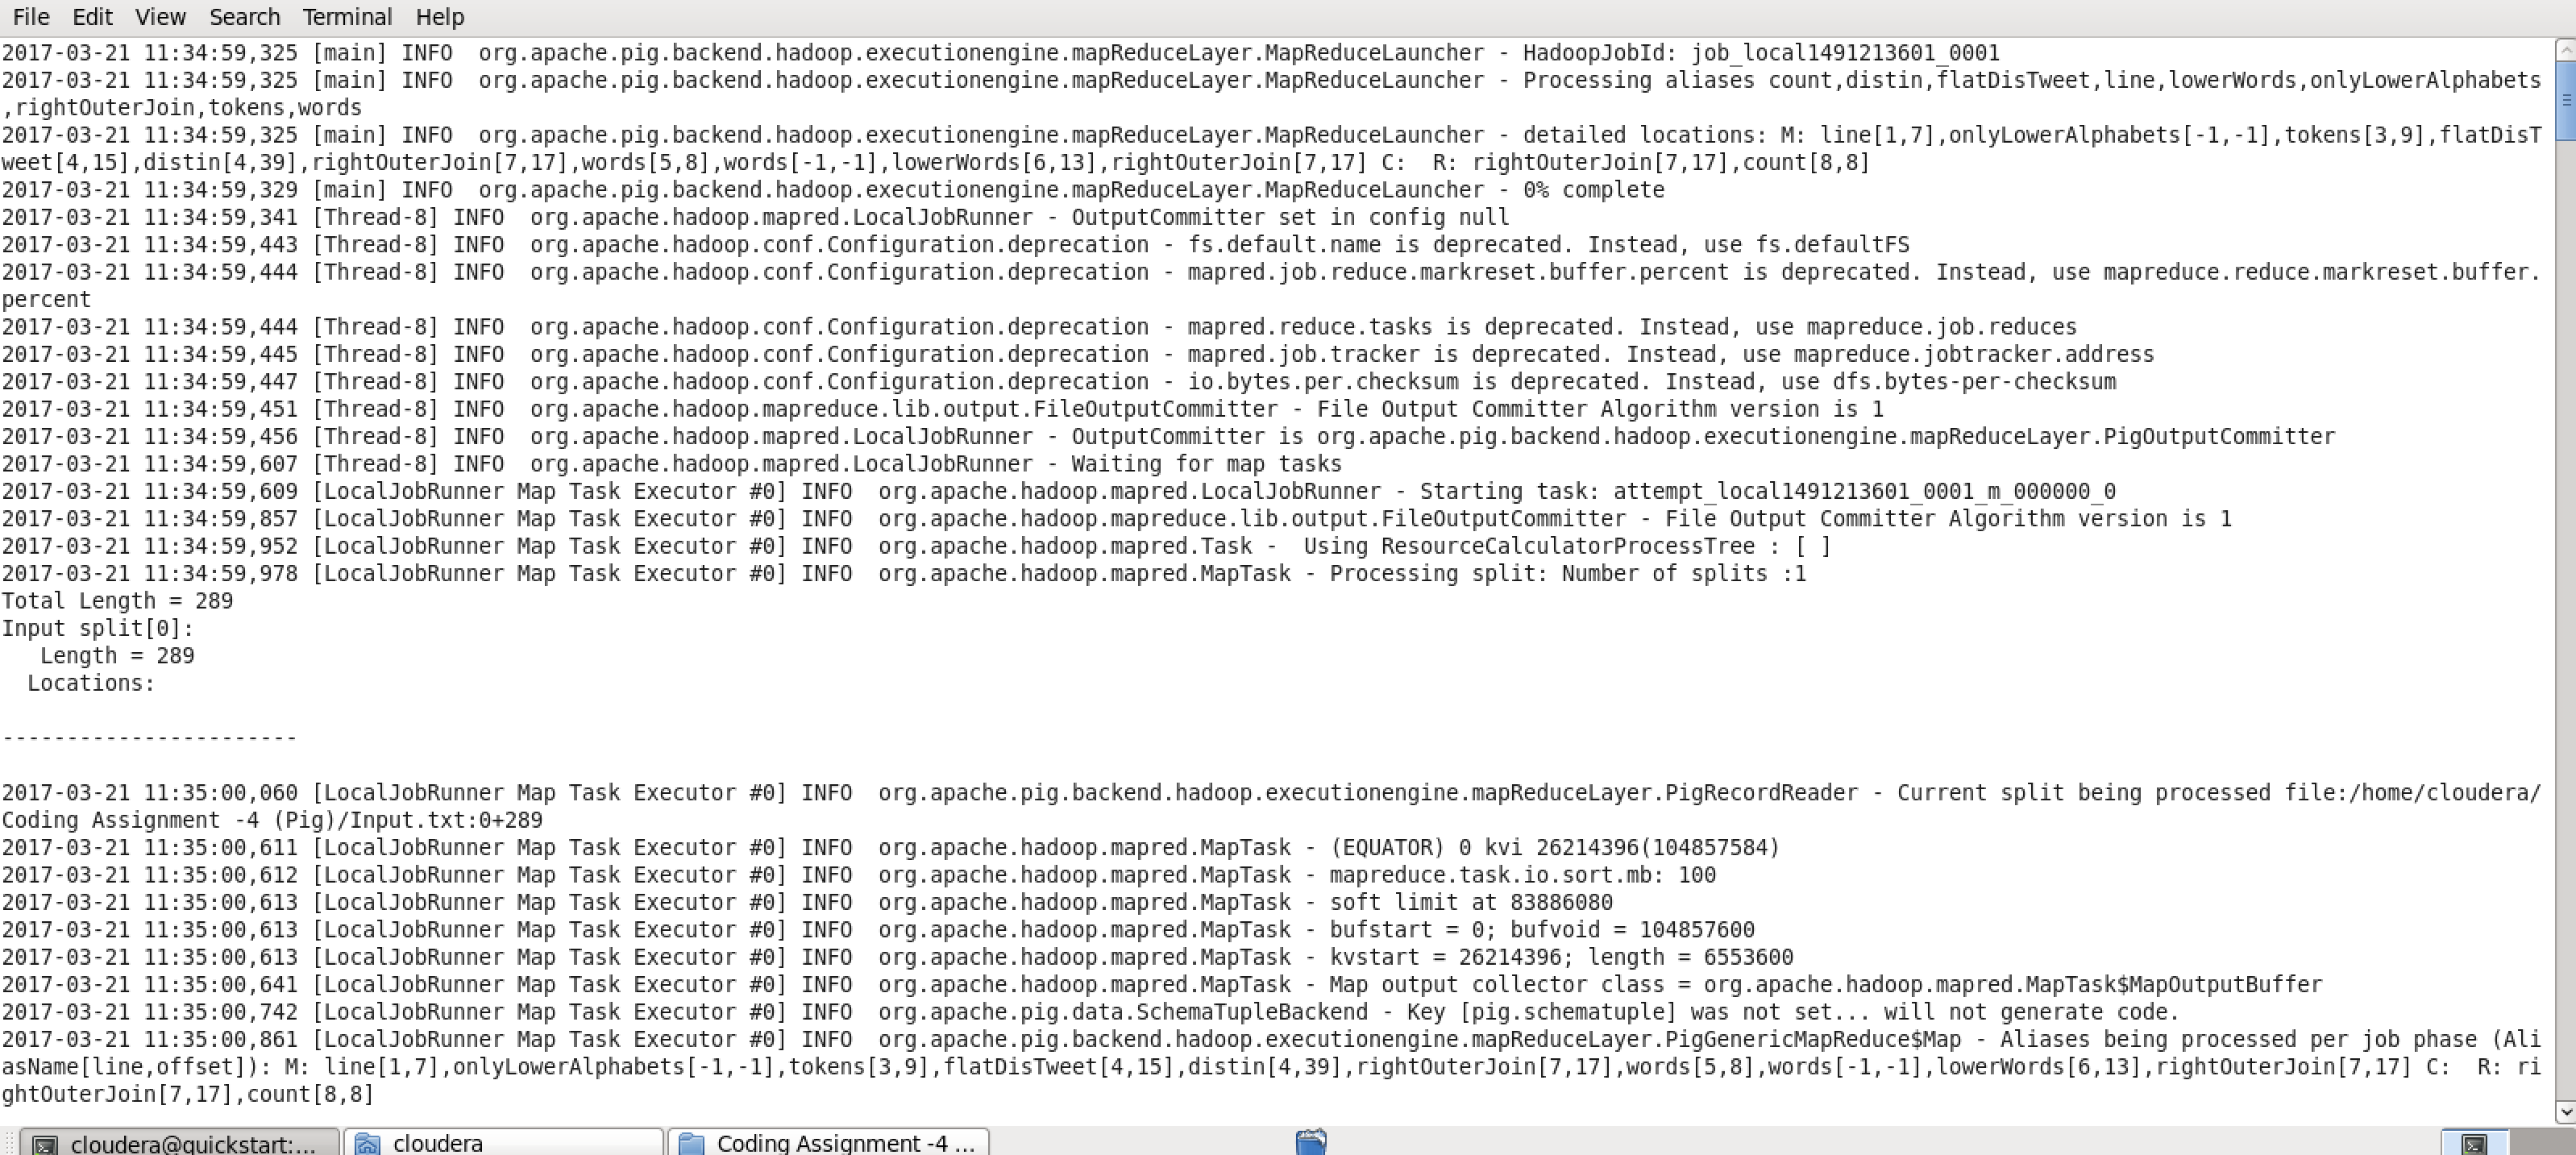 File Edit View Search Terminal Help
2017-03-21 11:34:59,325 [main] INFO  org.apache.pig.backend.hadoop.executionengine.mapReduceLayer.MapReduceLauncher - HadoopJobId: job_local1491213601_0001
2017-03-21 11:34:59,325 [main] INFO  org.apache.pig.backend.hadoop.executionengine.mapReduceLayer.MapReduceLauncher - Processing aliases count,distin,flatDisTweet,line,lowerWords,onlyLowerAlphabets
,rightOuterJoin,tokens,words
2017-03-21 11:34:59,325 [main] INFO  org.apache.pig.backend.hadoop.executionengine.mapReduceLayer.MapReduceLauncher - detailed locations: M: line[1,7],onlyLowerAlphabets[-1,-1],tokens[3,9],flatDisT
weet[4,15],distin[4,39],rightOuterJoin[7,17],words[5,8],words[-1,-1],lowerWords[6,13],rightOuterJoin[7,17] C:  R: rightOuterJoin[7,17],count[8,8]
2017-03-21 11:34:59,329 [main] INFO  org.apache.pig.backend.hadoop.executionengine.mapReduceLayer.MapReduceLauncher - 0% complete
2017-03-21 11:34:59,341 [Thread-8] INFO  org.apache.hadoop.mapred.LocalJobRunner - OutputCommitter set in config null
2017-03-21 11:34:59,443 [Thread-8] INFO  org.apache.hadoop.conf.Configuration.deprecation - fs.default.name is deprecated. Instead, use fs.defaultFS
2017-03-21 11:34:59,444 [Thread-8] INFO  org.apache.hadoop.conf.Configuration.deprecation - mapred.job.reduce.markreset.buffer.percent is deprecated. Instead, use mapreduce.reduce.markreset.buffer.
percent
2017-03-21 11:34:59,444 [Thread-8] INFO  org.apache.hadoop.conf.Configuration.deprecation - mapred.reduce.tasks is deprecated. Instead, use mapreduce.job.reduces
2017-03-21 11:34:59,445 [Thread-8] INFO  org.apache.hadoop.conf.Configuration.deprecation - mapred.job.tracker is deprecated. Instead, use mapreduce.jobtracker.address
2017-03-21 11:34:59,447 [Thread-8] INFO  org.apache.hadoop.conf.Configuration.deprecation - io.bytes.per.checksum is deprecated. Instead, use dfs.bytes-per-checksum
2017-03-21 11:34:59,451 [Thread-8] INFO  org.apache.hadoop.mapreduce.lib.output.FileOutputCommitter - File Output Committer Algorithm version is 1
2017-03-21 11:34:59,456 [Thread-8] INFO  org.apache.hadoop.mapred.LocalJobRunner - OutputCommitter is org.apache.pig.backend.hadoop.executionengine.mapReduceLayer.PigOutputCommitter
2017-03-21 11:34:59,607 [Thread-8] INFO  org.apache.hadoop.mapred.LocalJobRunner - Waiting for map tasks
2017-03-21 11:34:59,609 [LocalJobRunner Map Task Executor #0] INFO  org.apache.hadoop.mapred.LocalJobRunner - Starting task: attempt_local1491213601_0001_m_000000_0
2017-03-21 11:34:59,857 [LocalJobRunner Map Task Executor #0] INFO  org.apache.hadoop.mapreduce.lib.output.FileOutputCommitter - File Output Committer Algorithm version is 1
2017-03-21 11:34:59,952 [LocalJobRunner Map Task Executor #0] INFO  org.apache.hadoop.mapred.Task -  Using ResourceCalculatorProcessTree : [ ]
2017-03-21 11:34:59,978 [LocalJobRunner Map Task Executor #0] INFO  org.apache.hadoop.mapred.MapTask - Processing split: Number of splits :1
Total Length = 289
Input split[0]:
   Length = 289
  Locations:
-----------------------
2017-03-21 11:35:00,060 [LocalJobRunner Map Task Executor #0] INFO  org.apache.pig.backend.hadoop.executionengine.mapReduceLayer.PigRecordReader - Current split being processed file:/home/cloudera/
Coding Assignment -4 (Pig)/Input.txt:0+289
2017-03-21 11:35:00,611 [LocalJobRunner Map Task Executor #0] INFO  org.apache.hadoop.mapred.MapTask - (EQUATOR) 0 kvi 26214396(104857584)
2017-03-21 11:35:00,612 [LocalJobRunner Map Task Executor #0] INFO  org.apache.hadoop.mapred.MapTask - mapreduce.task.io.sort.mb: 100
2017-03-21 11:35:00,613 [LocalJobRunner Map Task Executor #0] INFO  org.apache.hadoop.mapred.MapTask - soft limit at 83886080
2017-03-21 11:35:00,613 [LocalJobRunner Map Task Executor #0] INFO  org.apache.hadoop.mapred.MapTask - bufstart = 0; bufvoid = 104857600
2017-03-21 11:35:00,613 [LocalJobRunner Map Task Executor #0] INFO  org.apache.hadoop.mapred.MapTask - kvstart = 26214396; length = 6553600
2017-03-21 11:35:00,641 [LocalJobRunner Map Task Executor #0] INFO  org.apache.hadoop.mapred.MapTask - Map output collector class = org.apache.hadoop.mapred.MapTask$MapOutputBuffer
2017-03-21 11:35:00,742 [LocalJobRunner Map Task Executor #0] INFO  org.apache.pig.data.SchemaTupleBackend - Key [pig.schematuple] was not set... will not generate code.
2017-03-21 11:35:00,861 [LocalJobRunner Map Task Executor #0] INFO  org.apache.pig.backend.hadoop.executionengine.mapReduceLayer.PigGenericMapReduce$Map - Aliases being processed per job phase (Ali
asName[line,offset]): M: line[1,7],onlyLowerAlphabets[-1,-1],tokens[3,9],flatDisTweet[4,15],distin[4,39],rightOuterJoin[7,17],words[5,8],words[-1,-1],lowerWords[6,13],rightOuterJoin[7,17] C:  R: ri
ghtOuterJoin[7,17],count[8,8]
cloudera@quickstart:... cloudera Coding Assignment -4 ...